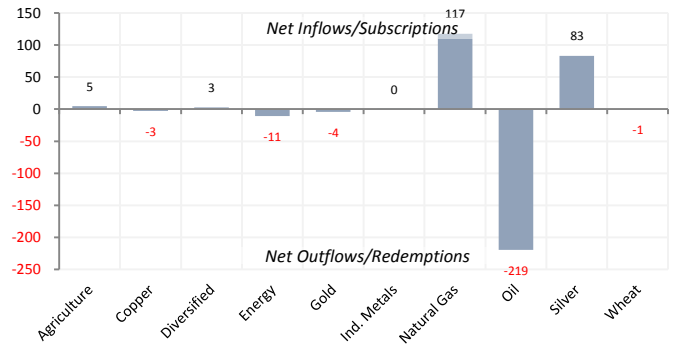 150
100
50
0
-50
-100
-150
-200
-250
Net Inflows/Subscriptions
117
5
-3
3
-11
-4
0
-219
83
-1
Net Outflows/Redemptions
Agriculture
Copper
Diversified
Energy
Gold
Ind. Metals
Natural Gas
Oil
Silver
Wheat